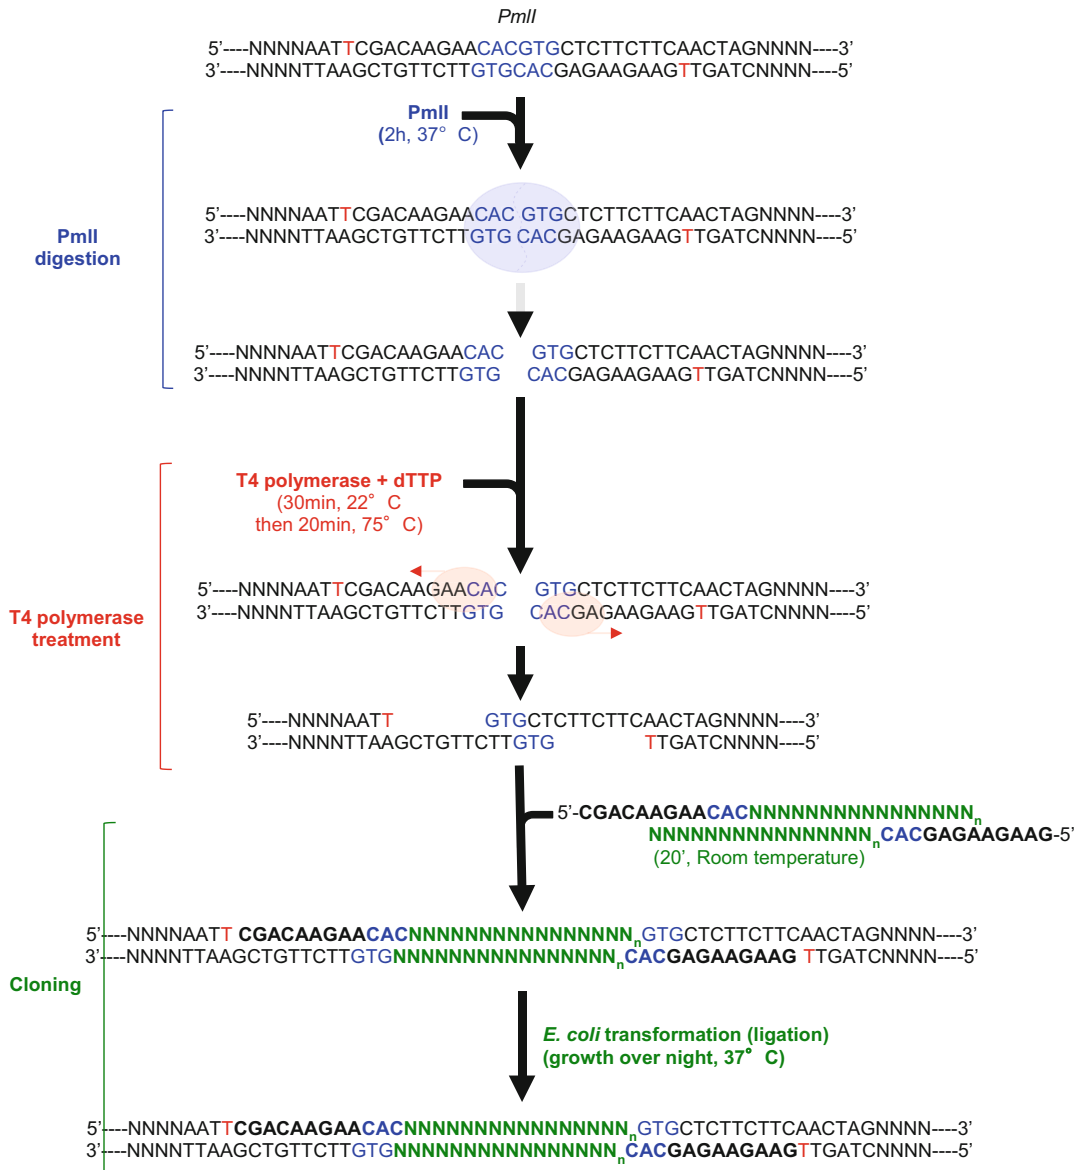 PmlI
5’----NNNNAATTCGACAAGAACACGTGCTCTTCTTCAACTAGNNNN----3’
3’----NNNNTTAAGCTGTTCTTGTGCACGAGAAGAAGTTGATCNNNN----5’
PmlI
(2h, 37° C)
5’----NNNNAATTCGACAAGAACAC GTGCTCTTCTTCAACTAGNNNN----3’
3’----NNNNTTAAGCTGTTCTTGTG CACGAGAAGAAGTTGATCNNNN----5’
PmlI
digestion
5’----NNNNAATTCGACAAGAACAC GTGCTCTTCTTCAACTAGNNNN----3’
3’----NNNNTTAAGCTGTTCTTGTG CACGAGAAGAAGTTGATCNNNN----5’
T4 polymerase + dTTP
(30min, 22° C
then 20min, 75° C)
5’----NNNNAATTCGACAAGAACAC GTGCTCTTCTTCAACTAGNNNN----3’
3’----NNNNTTAAGCTGTTCTTGTG CACGAGAAGAAGTTGATCNNNN----5’
T4 polymerase
treatment
5’----NNNNAATT GTGCTCTTCTTCAACTAGNNNN----3’
3’----NNNNTTAAGCTGTTCTTGTG TTGATCNNNN----5’
5’-CGACAAGAACACNNNNNNNNNNNNNNNNn
NNNNNNNNNNNNNNNNnCACGAGAAGAAG-5’
(20’, Room temperature)
5’----NNNNAATT CGACAAGAACACNNNNNNNNNNNNNNNNnGTGCTCTTCTTCAACTAGNNNN----3’
3’----NNNNTTAAGCTGTTCTTGTGNNNNNNNNNNNNNNNNnCACGAGAAGAAG TTGATCNNNN----5’
Cloning
E. coli transformation (ligation)
(growth over night, 37° C)
5’----NNNNAATTCGACAAGAACACNNNNNNNNNNNNNNNNnGTGCTCTTCTTCAACTAGNNNN----3’
3’----NNNNTTAAGCTGTTCTTGTGNNNNNNNNNNNNNNNNnCACGAGAAGAAGTTGATCNNNN----5’